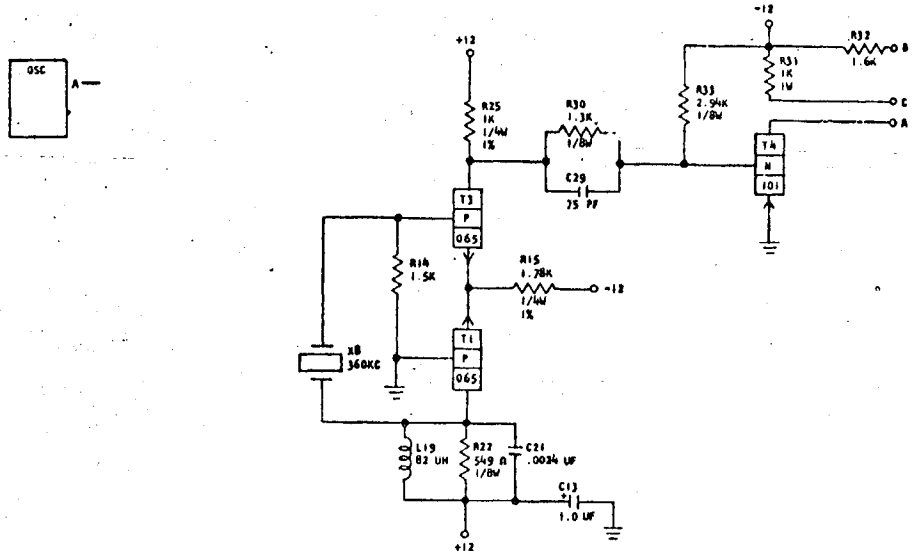 OSC
A
+12
R25
1K
1/4W
1%
R30
1.3K
1/8W
C29
25 PF
-12
R32
1.6K
B
R31
1K
1W
C
R33
2.94K
1/8W
A
T4
N
101
T3
P
065
R14
1.5K
R15
1.78K
1/4W
1%
-12
T1
P
065
X8
360KC
L19
82 UH
R22
549 Ω
1/8W
C21
.0024 UF
C13
+
1.0 UF
+12